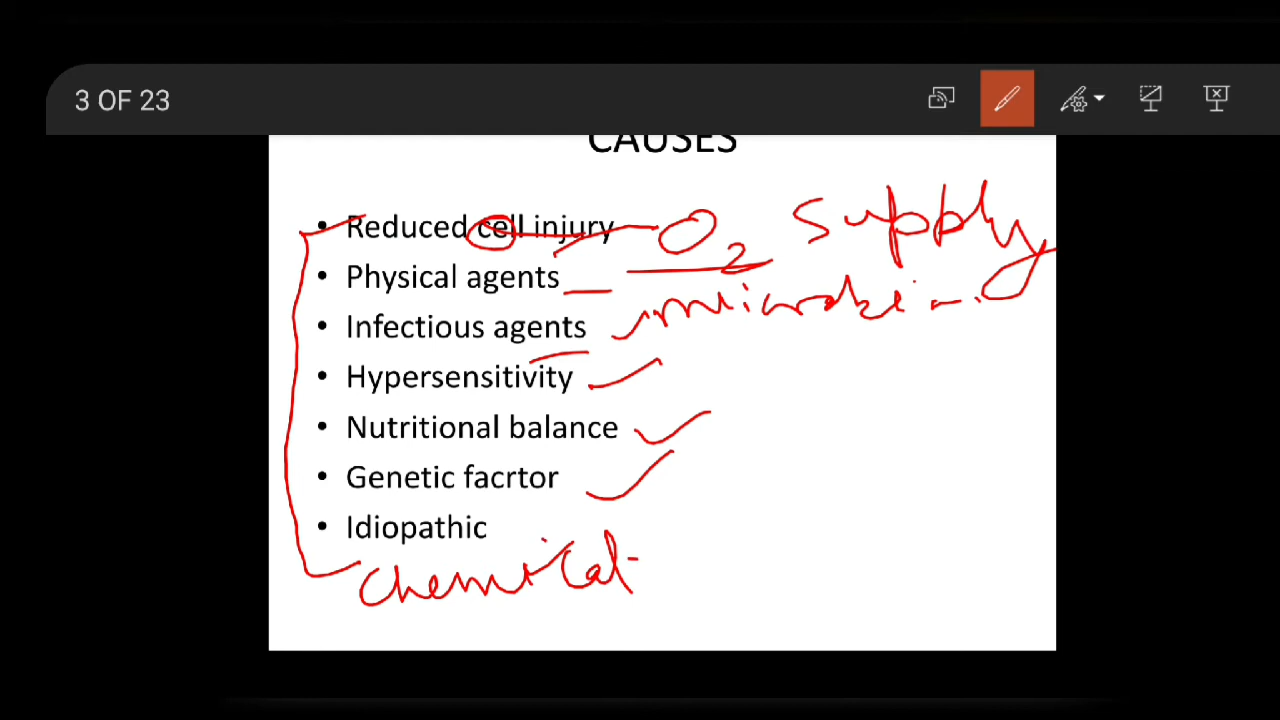 3 OF 23
CAUSES
• Reduced cell injury O2 supply
• Physical agents
• Infectious agents
• Hypersensitivity
• Nutritional balance
• Genetic facrtor
• Idiopathic
chemical